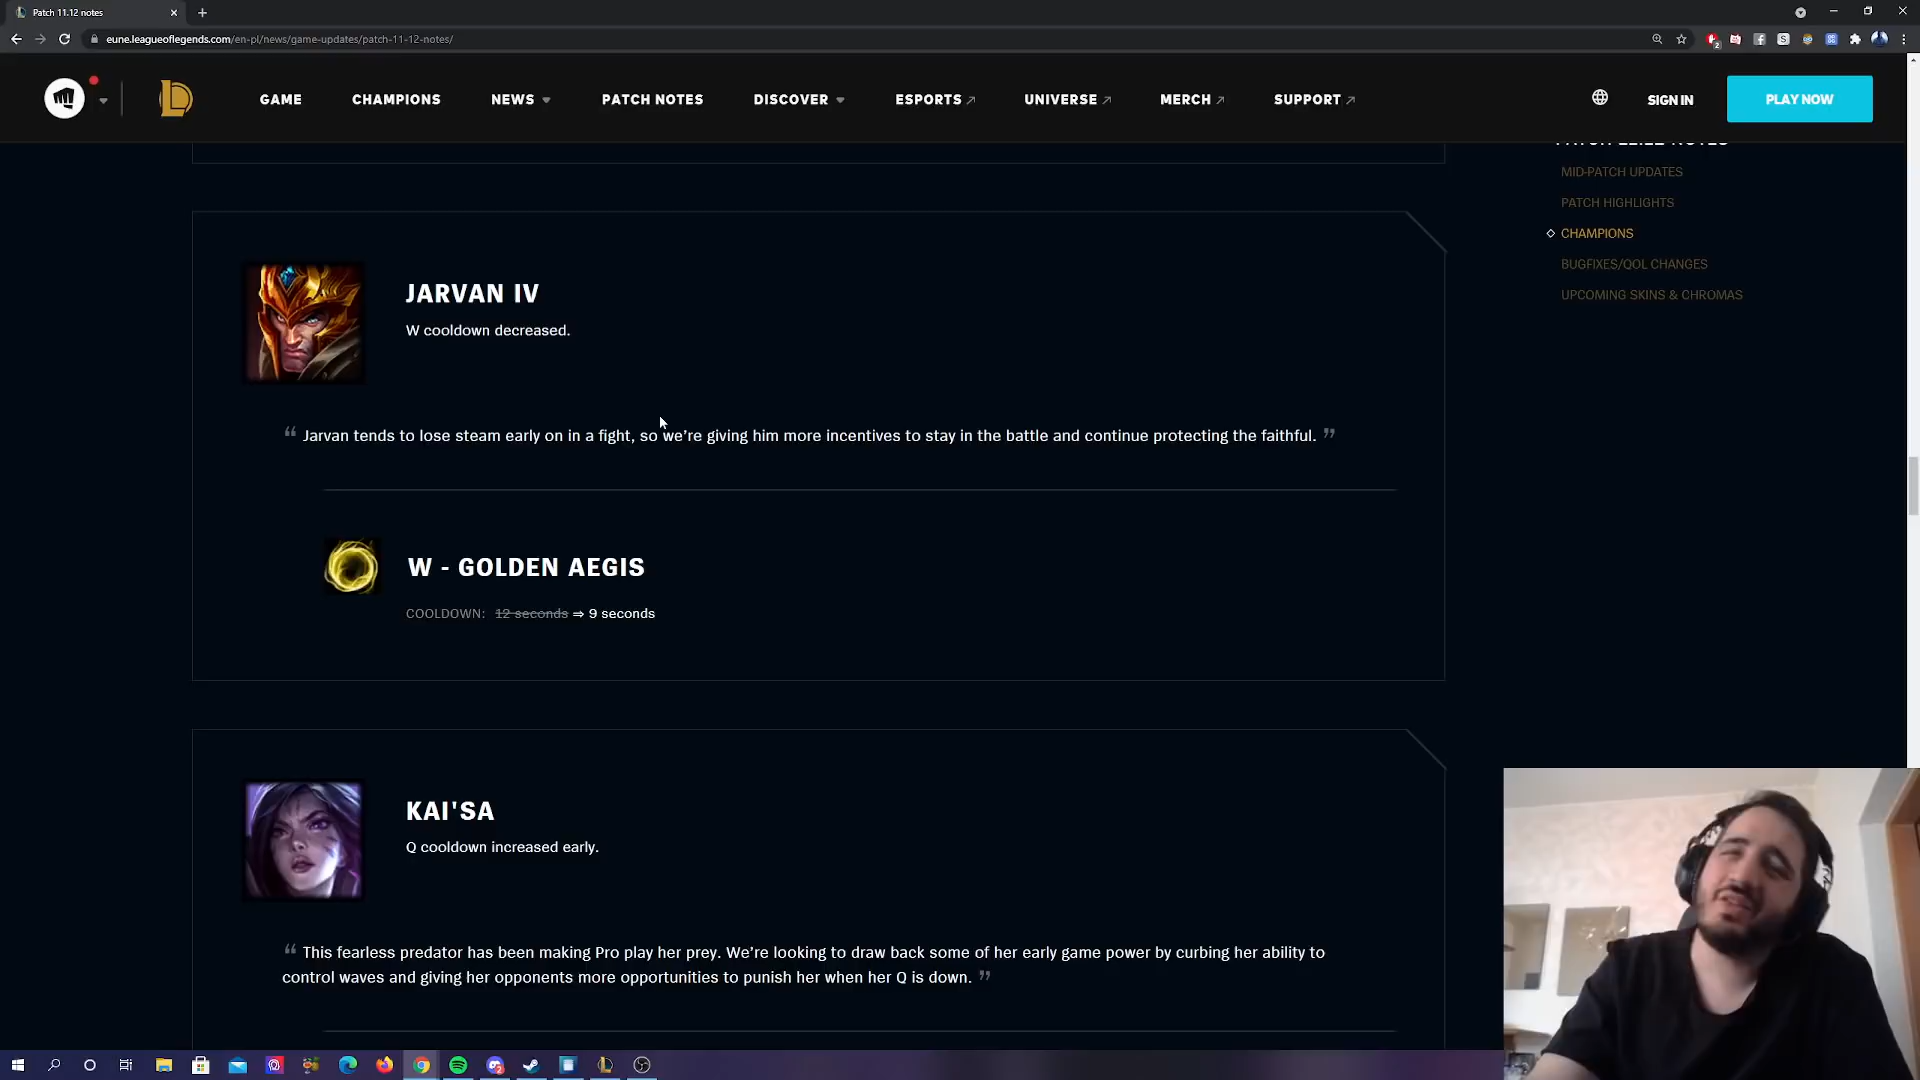 Patch 11.12 notes
eune.leagueoflegends.com/en-pl/news/game-updates/patch-11-12-notes/
GAME
CHAMPIONS
NEWS
PATCH NOTES
DISCOVER
ESPORTS
UNIVERSE
MERCH
SUPPORT
SIGN IN
PLAY NOW
MID-PATCH UPDATES
PATCH HIGHLIGHTS
CHAMPIONS
BUGFIXES/QOL CHANGES
UPCOMING SKINS & CHROMAS
JARVAN IV
W cooldown decreased.
“ Jarvan tends to lose steam early on in a fight, so we’re giving him more incentives to stay in the battle and continue protecting the faithful. ”
W - GOLDEN AEGIS
COOLDOWN: 12 seconds ⇒ 9 seconds
KAI'SA
Q cooldown increased early.
“ This fearless predator has been making Pro play her prey. We’re looking to draw back some of her early game power by curbing her ability to
control waves and giving her opponents more opportunities to punish her when her Q is down. ”